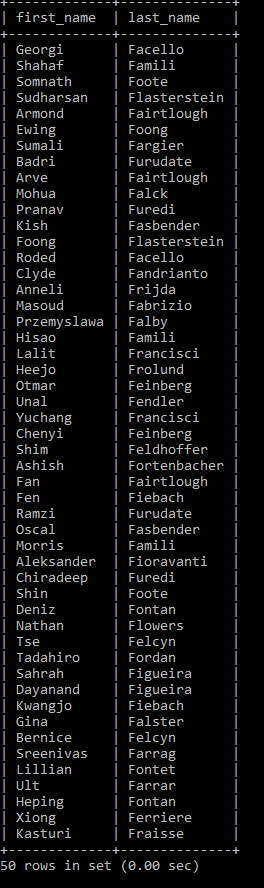 +-------------+--------------+
| first_name  | last_name    |
+-------------+--------------+
| Georgi      | Facello      |
| Shahaf      | Famili       |
| Somnath     | Foote        |
| Sudharsan   | Flasterstein |
| Armond      | Fairtlough   |
| Ewing       | Foong        |
| Sumali      | Fargier      |
| Badri       | Furudate     |
| Arve        | Fairtlough   |
| Mohua       | Falck        |
| Pranav      | Furedi       |
| Kish        | Fasbender    |
| Foong       | Flasterstein |
| Roded       | Facello      |
| Clyde       | Fandrianto   |
| Anneli      | Frijda       |
| Masoud      | Fabrizio     |
| Przemyslawa | Falby        |
| Hisao       | Famili       |
| Lalit       | Francisci    |
| Heejo       | Frolund      |
| Otmar       | Feinberg     |
| Unal        | Fendler      |
| Yuchang     | Francisci    |
| Chenyi      | Feinberg     |
| Shim        | Feldhoffer   |
| Ashish      | Fortenbacher |
| Fan         | Fairtlough   |
| Fen         | Fiebach      |
| Ramzi       | Furudate     |
| Oscal       | Fasbender    |
| Morris      | Famili       |
| Aleksander  | Fioravanti   |
| Chiradeep   | Furedi       |
| Shin        | Foote        |
| Deniz       | Fontan       |
| Nathan      | Flowers      |
| Tse         | Felcyn       |
| Tadahiro    | Fordan       |
| Sahrah      | Figueira     |
| Dayanand    | Figueira     |
| Kwangjo     | Fiebach      |
| Gina        | Falster      |
| Bernice     | Felcyn       |
| Sreenivas   | Farrag       |
| Lillian     | Fontet       |
| Ult         | Farrar       |
| Heping      | Fontan       |
| Xiong       | Ferriere     |
| Kasturi     | Fraisse      |
+-------------+--------------+
50 rows in set (0.00 sec)